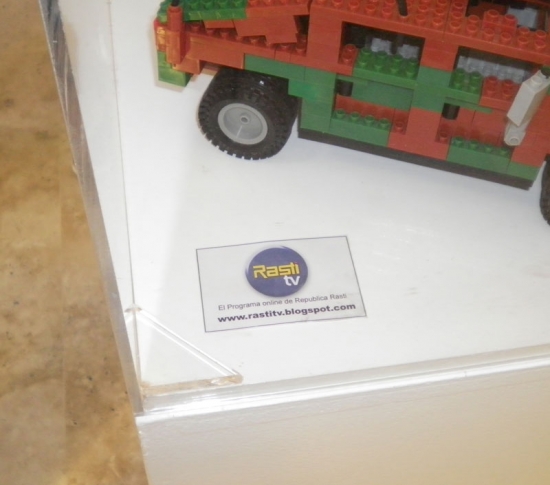 Rasti
tv
El Programa online de Republica Rasti.
www.rastitv.blogspot.com